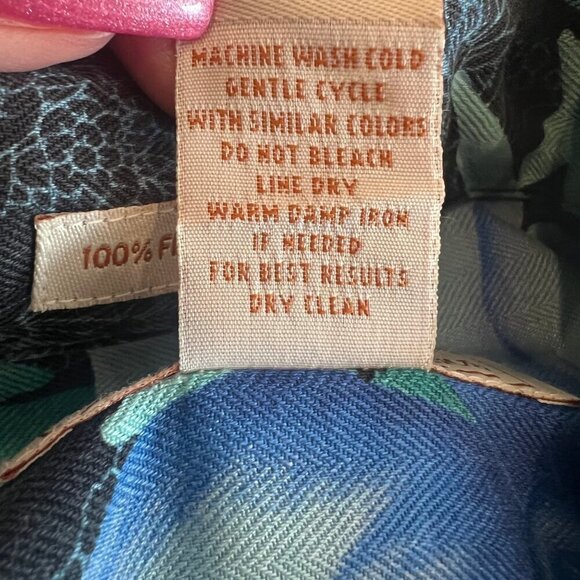 MACHINE WASH COLD
GENTLE CYCLE
WITH SIMILAR COLORS
DO NOT BLEACH
LINE DRY
WARM DAMP IRON
IF NEEDED
FOR BEST RESULTS
DRY CLEAN
100%